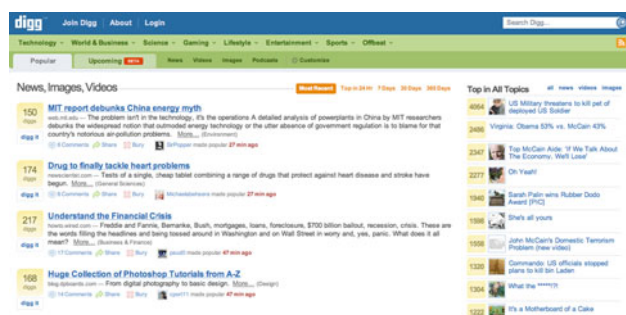 digg
Join Digg About Login
Search Digg...
Technology World & Business Science Gaming Lifestyle Entertainment Sports Offbeat
Popular Upcoming BETA News Videos Images Podcasts Customize
News, Images, Videos
Most Recent Top in 24 Hr 7 Days 30 Days 365 Days
150
diggs
digg it
MIT report debunks China energy myth
web.mit.edu — The problem isn't in the technology, it's the operations A detailed analysis of powerplants in China by MIT researchers
debunks the widespread notion that outmoded energy technology or the utter absence of government regulation is to blame for that
country's notorious air-pollution problems. More... (Environment)
6 Comments Share Bury DrPopper made popular 27 min ago
174
diggs
digg it
Drug to finally tackle heart problems
newscientist.com — Tests of a single, cheap tablet combining a range of drugs that protect against heart disease and stroke have
begun. More... (General Sciences)
Comments Share Bury made popular 27 min ago
217
diggs
digg it
Understand the Financial Crisis
howto.wired.com — Freddie and Fannie, Bernanke, Bush, mortgages, loans, foreclosure, $700 billion bailout, recession, crisis. These are
the words filling the headlines and being tossed around in Washington and on Wall Street in worry and, yes, panic. What does it all
mean? More... (Business & Finance)
17 Comments Share Bury made popular 47 min ago
168
diggs
digg it
Huge Collection of Photoshop Tutorials from A-Z
— From digital photography to basic design. More... (Design)
14 Comments Share Bury made popular 47 min ago
Top in All Topics all news videos images
4064 US Military threatens to kill pet of
deployed US Soldier
2486 Virginia: Obama 53% vs. McCain 43%
2347 Top McCain Aide: 'If We Talk About
The Economy, We'll Lose'
2277 Oh Yeah!
1940 Sarah Palin wins Rubber Dodo
Award [PIC]
1598 She's all yours
1558 John McCain's Domestic Terrorism
Problem (new video)
1320 Commando: US officials stopped
plans to kill bin Laden
1304 What the *****!?!
1222 It's a Motherboard of a Cake